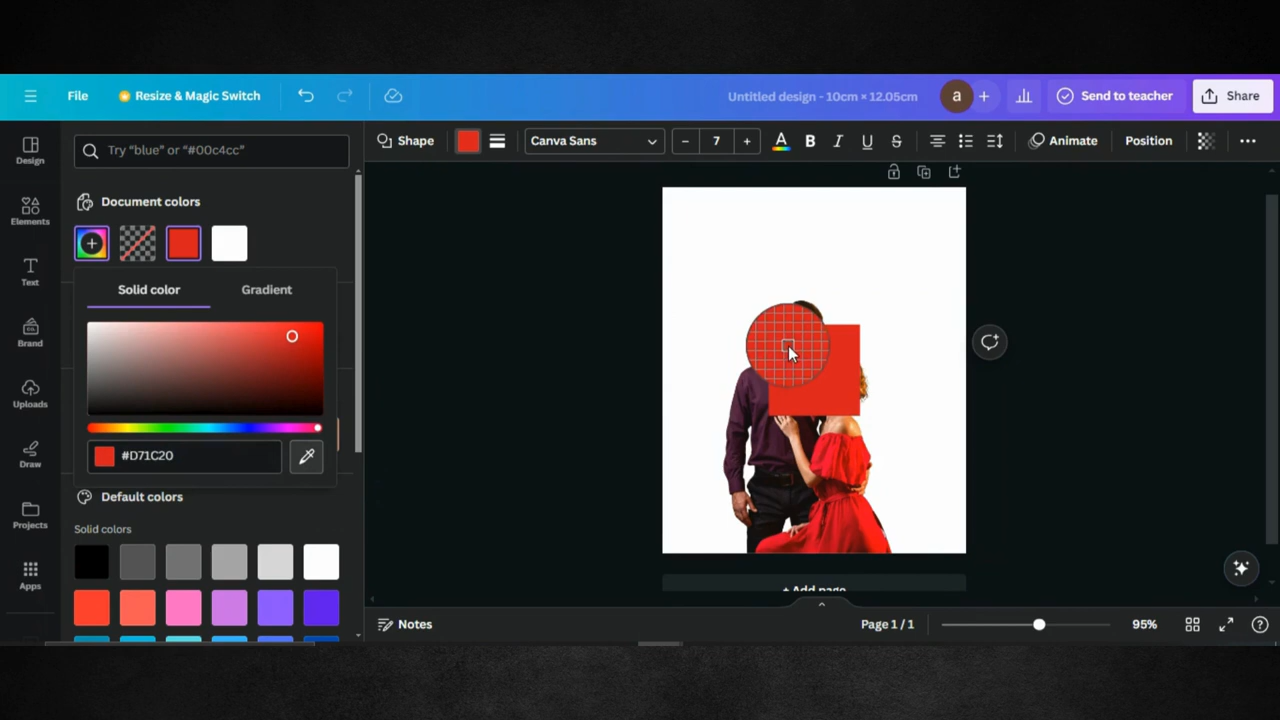 File
Resize & Magic Switch
Untitled design - 10cm × 12.05cm
a
Send to teacher
Share
Design
Elements
Text
Brand
Uploads
Draw
Projects
Apps
Try “blue” or “#00c4cc”
Document colors
Solid color
Gradient
#D71C20
Default colors
Solid colors
Shape
Canva Sans
7
A
B
I
U
S
Animate
Position
+ Add page
Notes
Page 1 / 1
95%